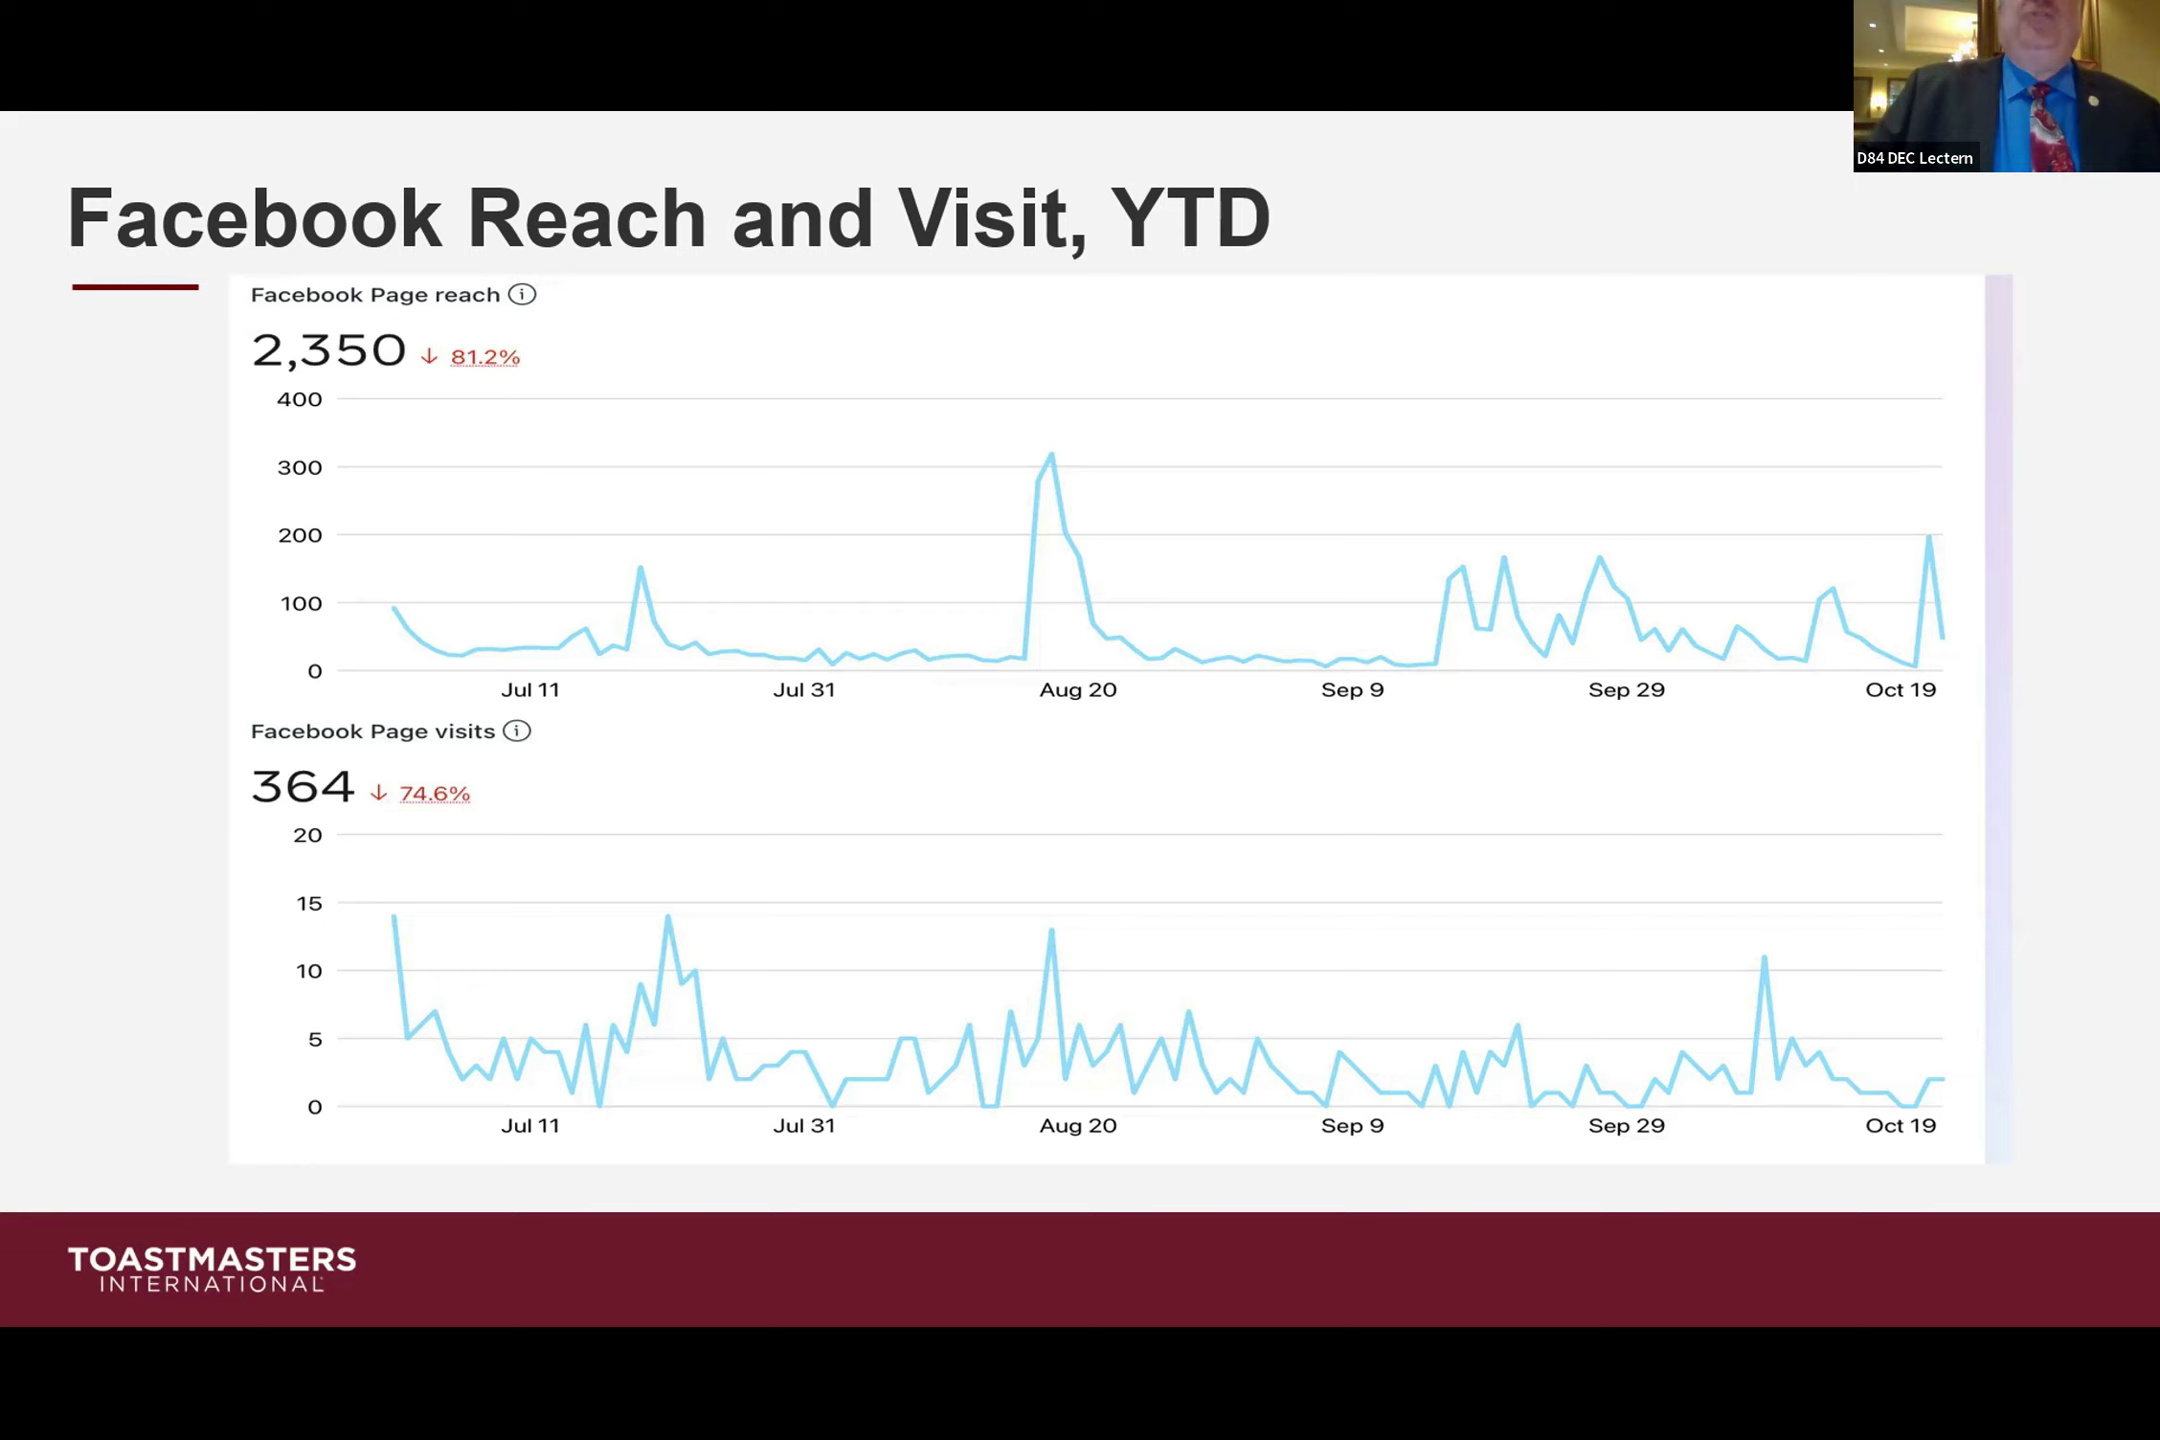 D84 DEC Lectern
Facebook Reach and Visit, YTD
Facebook Page reach
2,350 ↓ 81.2%
400
300
200
100
0
Jul 11 Jul 31 Aug 20 Sep 9 Sep 29 Oct 19
Facebook Page visits
364 ↓ 74.6%
20
15
10
5
0
Jul 11 Jul 31 Aug 20 Sep 9 Sep 29 Oct 19
TOASTMASTERS
INTERNATIONAL